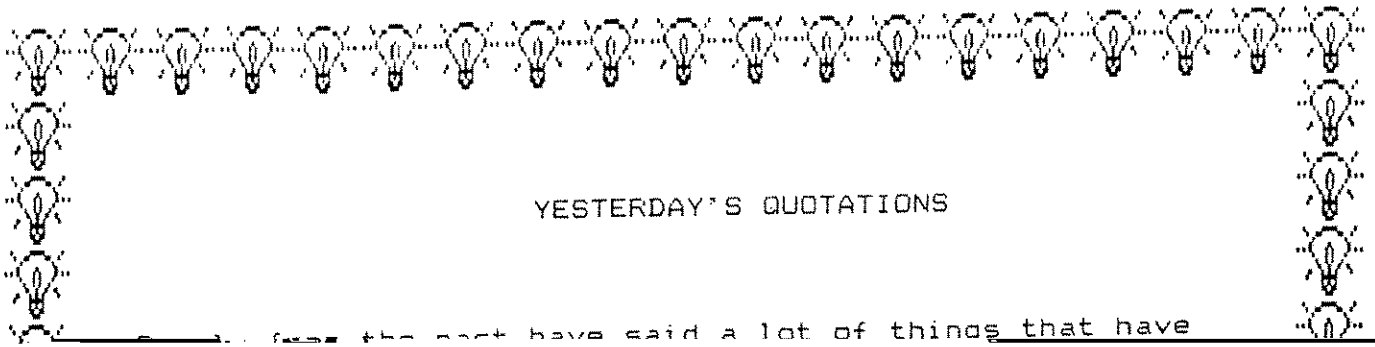 YESTERDAY'S QUOTATIONS
the past have said a lot of things that have